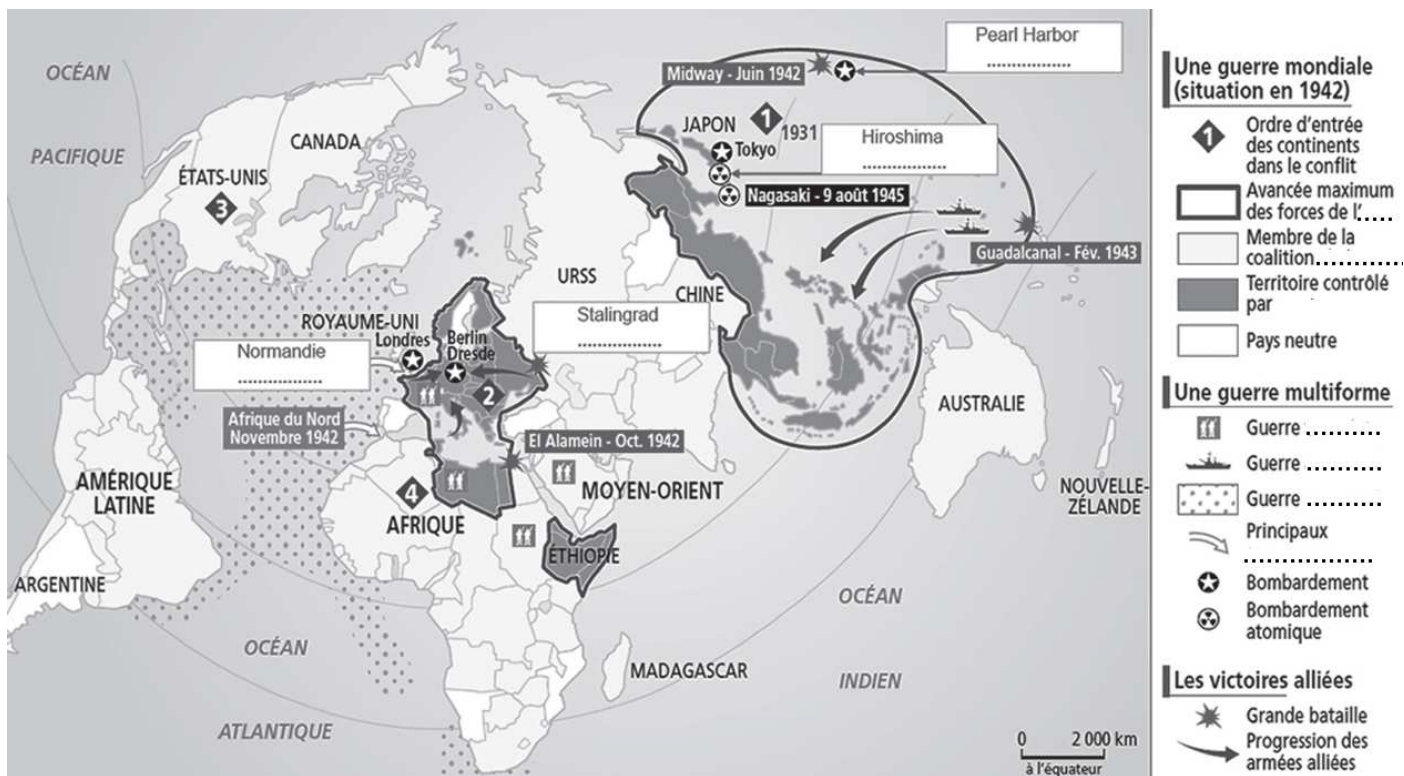 OCÉAN
PACIFIQUE
CANADA
ÉTATS-UNIS
3
Pearl Harbor
................
Midway - Juin 1942
JAPON
1
1931
Tokyo
Hiroshima
................
Nagasaki - 9 août 1945
Guadalcanal - Fév. 1943
URSS
CHINE
ROYAUME-UNI
Londres
Berlin
Dresde
Stalingrad
................
Normandie
................
2
Afrique du Nord
Novembre 1942
El Alamein - Oct. 1942
AUSTRALIE
AMÉRIQUE
LATINE
4
AFRIQUE
MOYEN-ORIENT
NOUVELLE-
ZÉLANDE
ÉTHIOPIE
ARGENTINE
OCÉAN
ATLANTIQUE
MADAGASCAR
OCÉAN
INDIEN
0 2 000 km
à l'équateur
Une guerre mondiale
(situation en 1942)
1
Ordre d'entrée
des continents
dans le conflit
Avancée maximum
des forces de l'......
Membre de la
coalition..............
Territoire contrôlé
par
Pays neutre
Une guerre multiforme
Guerre ...........
Guerre ...........
Guerre ...........
Principaux
................
Bombardement
Bombardement
atomique
Les victoires alliées
Grande bataille
Progression des
armées alliées